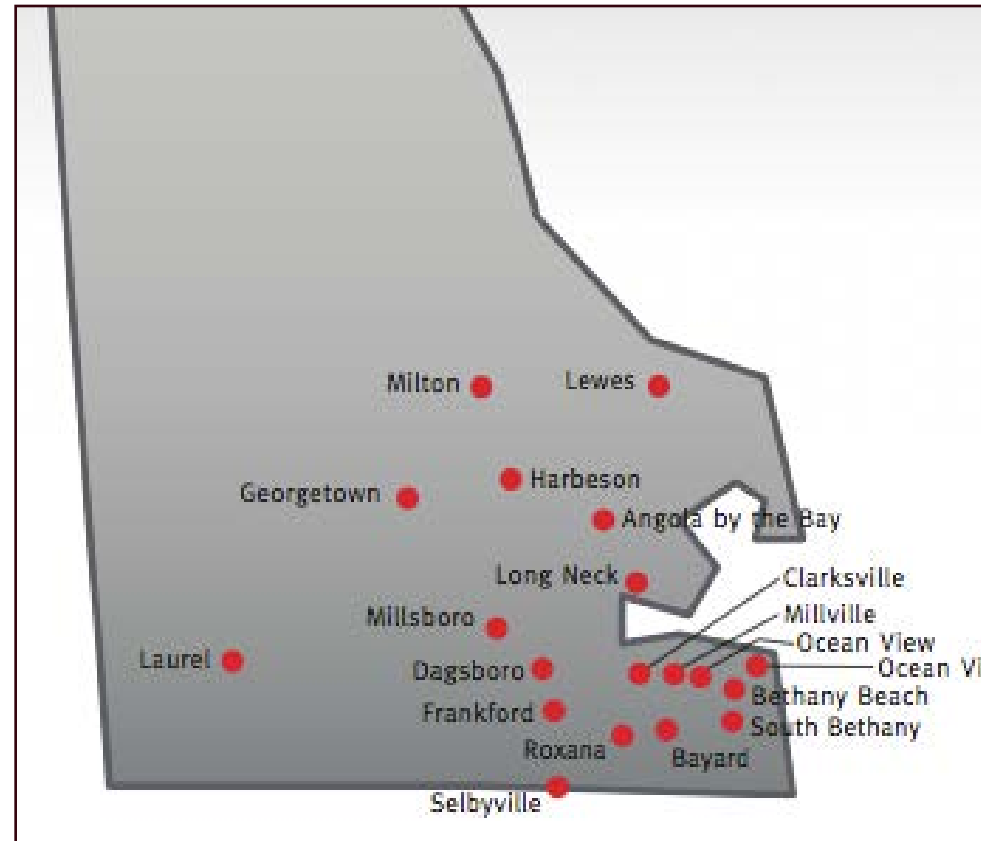 Milton
Lewes
Georgetown
Harbeson
Angola by the Bay
Long Neck
Clarksville
Millville
Millsboro
Ocean View
Laurel
Dagsboro
Ocean Vi
Bethany Beach
Frankford
South Bethany
Roxana
Bayard
Selbyville